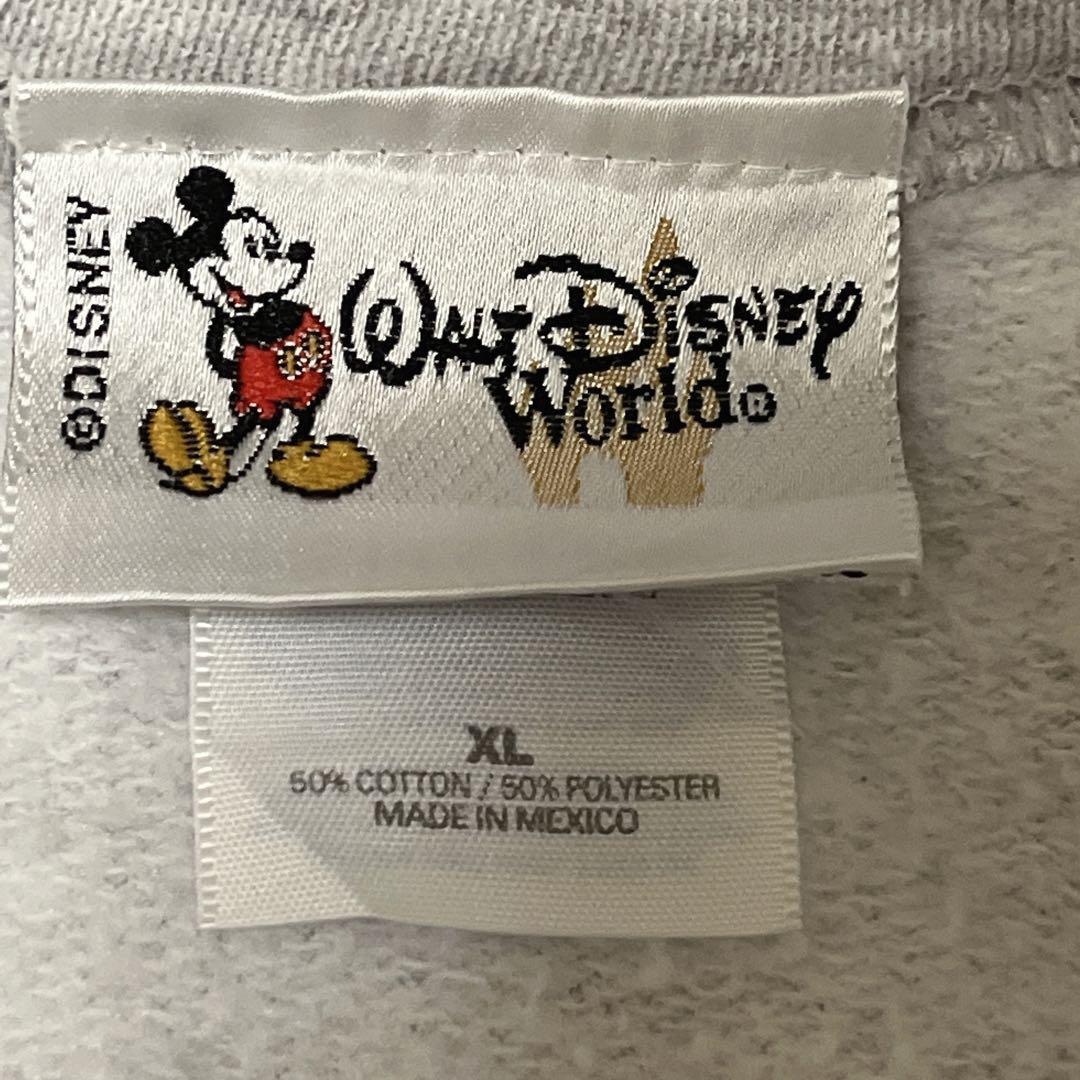 ©DISNEY
WALT DISNEY
World®
XL
50% COTTON / 50% POLYESTER
MADE IN MEXICO